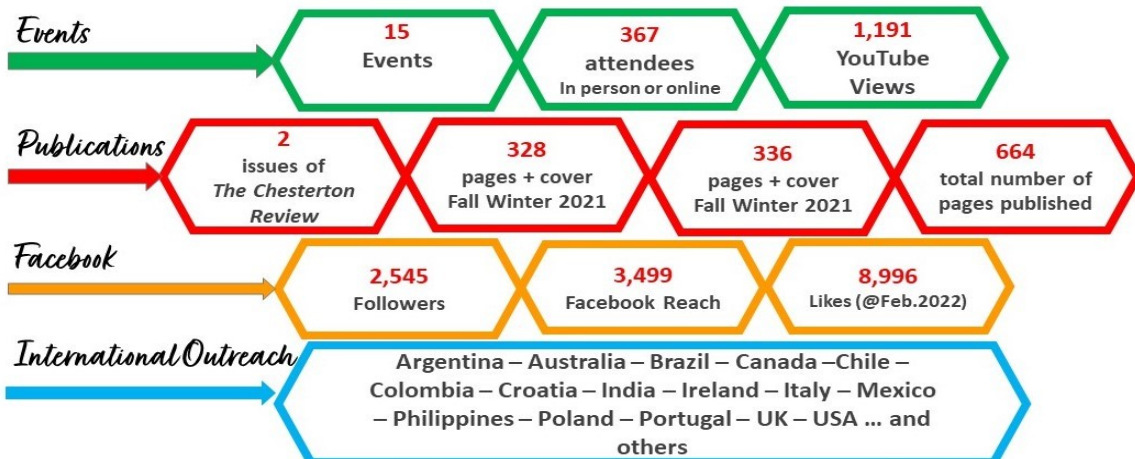 Events
15
Events
367
attendees
In person or online
1,191
YouTube
Views
Publications
2
issues of
The Chesterton
Review
328
pages + cover
Fall Winter 2021
336
pages + cover
Fall Winter 2021
664
total number of
pages published
Facebook
2,545
Followers
3,499
Facebook Reach
8,996
Likes (@Feb.2022)
International Outreach
Argentina – Australia – Brazil – Canada –Chile –
Colombia – Croatia – India – Ireland – Italy – Mexico
– Philippines – Poland – Portugal – UK – USA ... and
others